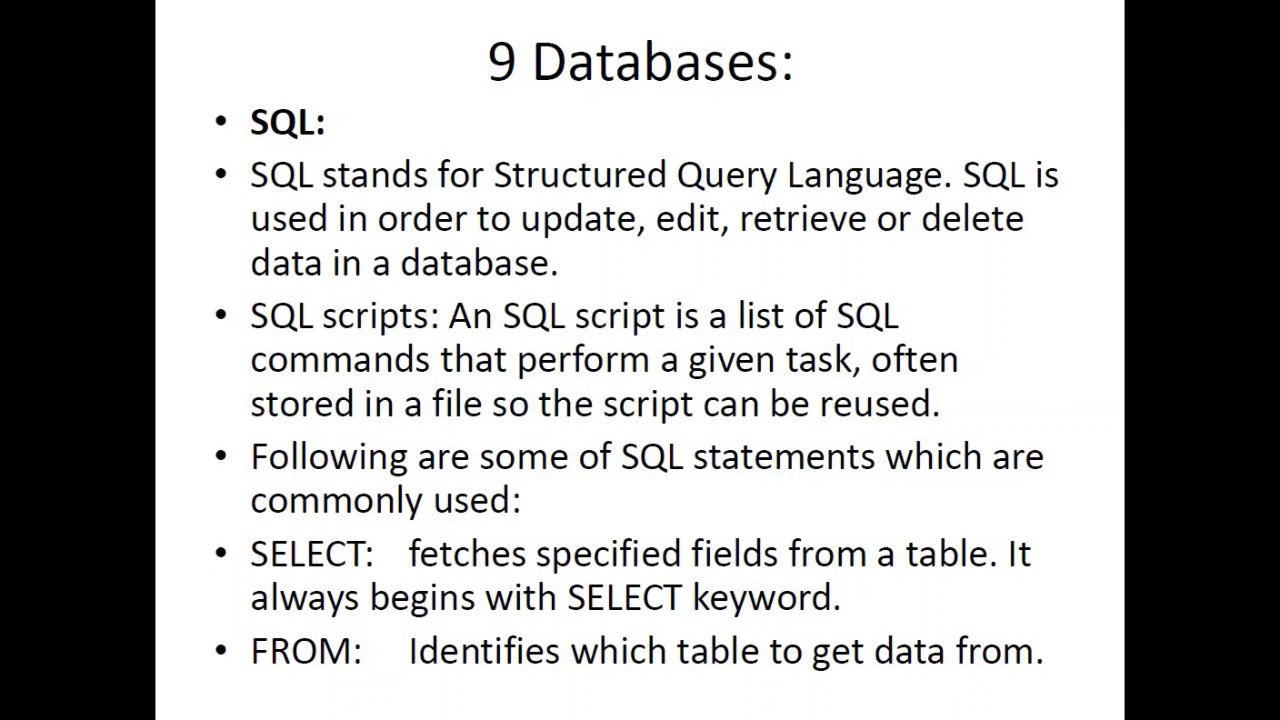 9 Databases:
• SQL:
• SQL stands for Structured Query Language. SQL is
used in order to update, edit, retrieve or delete
data in a database.
• SQL scripts: An SQL script is a list of SQL
commands that perform a given task, often
stored in a file so the script can be reused.
• Following are some of SQL statements which are
commonly used:
• SELECT: fetches specified fields from a table. It
always begins with SELECT keyword.
• FROM: Identifies which table to get data from.